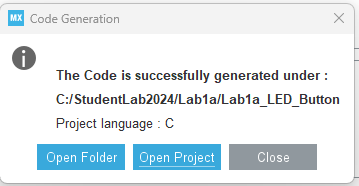 MX Code Generation
The Code is successfully generated under :
C:/StudentLab2024/Lab1a/Lab1a_LED_Button
Project language : C
Open Folder Open Project Close